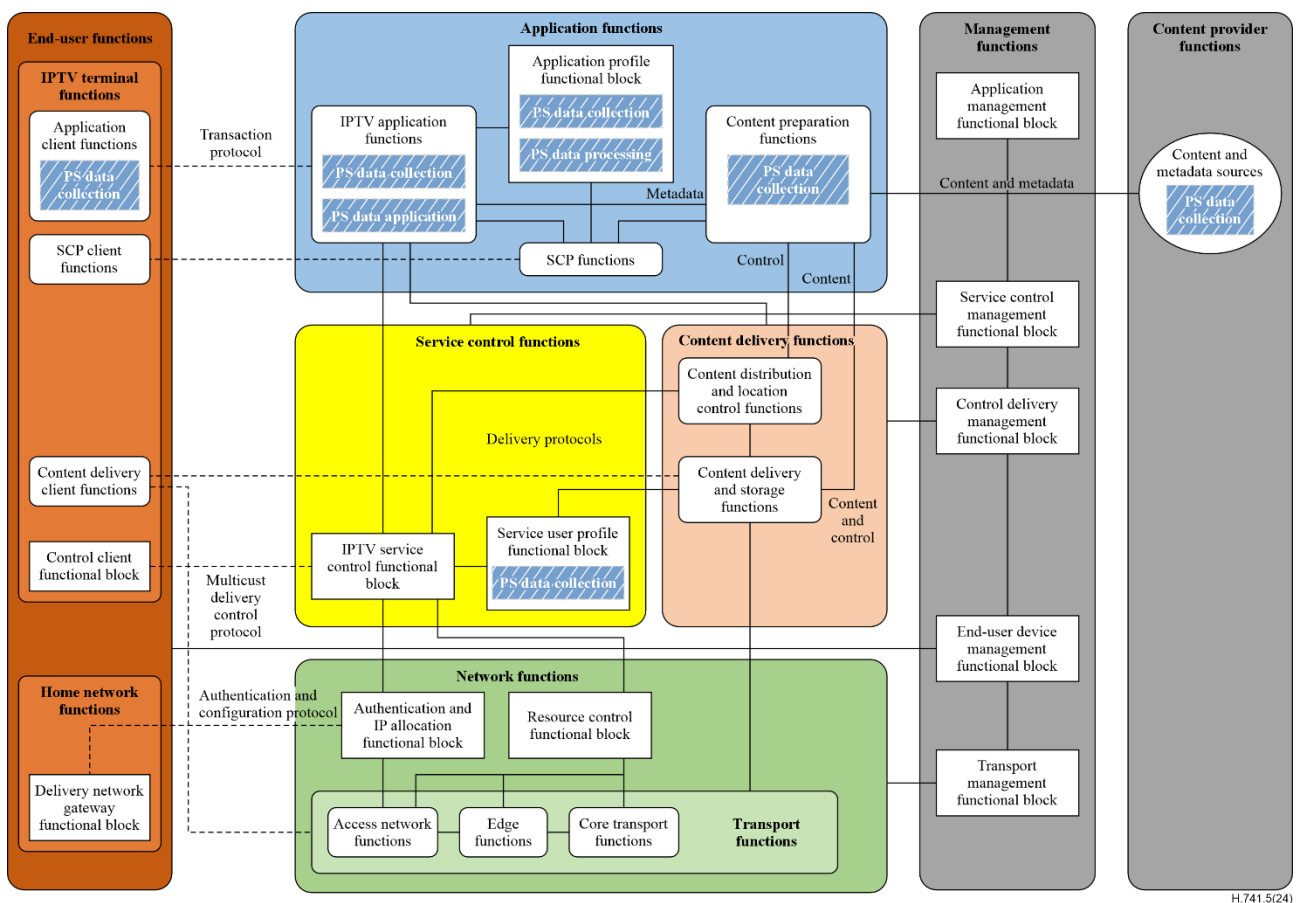 End-user functions
IPTV terminal
functions
Application
client functions
PS data
collection
SCP client
functions
Content delivery
client functions
Control client
functional block
Home network
functions
Delivery network
gateway
functional block
Transaction
protocol
Multicust
delivery
control
protocol
Authentication and
configuration protocol
Application functions
IPTV application
functions
PS data collection
PS data application
Application profile
functional block
PS data collection
PS data processing
Content preparation
functions
PS data
collection
Metadata
SCP functions
Control
Content
Service control functions
Delivery protocols
IPTV service
control functional
block
Service user profile
functional block
PS data collection
Content delivery functions
Content distribution
and location
control functions
Content delivery
and storage
functions
Content
and
control
Network functions
Authentication and
IP allocation
functional block
Resource control
functional block
Access network
functions
Edge
functions
Core transport
functions
Transport
functions
Management
functions
Application
management
functional block
Content and metadata
Service control
management
functional block
Control delivery
management
functional block
End-user device
management
functional block
Transport
management
functional block
Content provider
functions
Content and
metadata sources
PS data
collection
H.741.5(24)